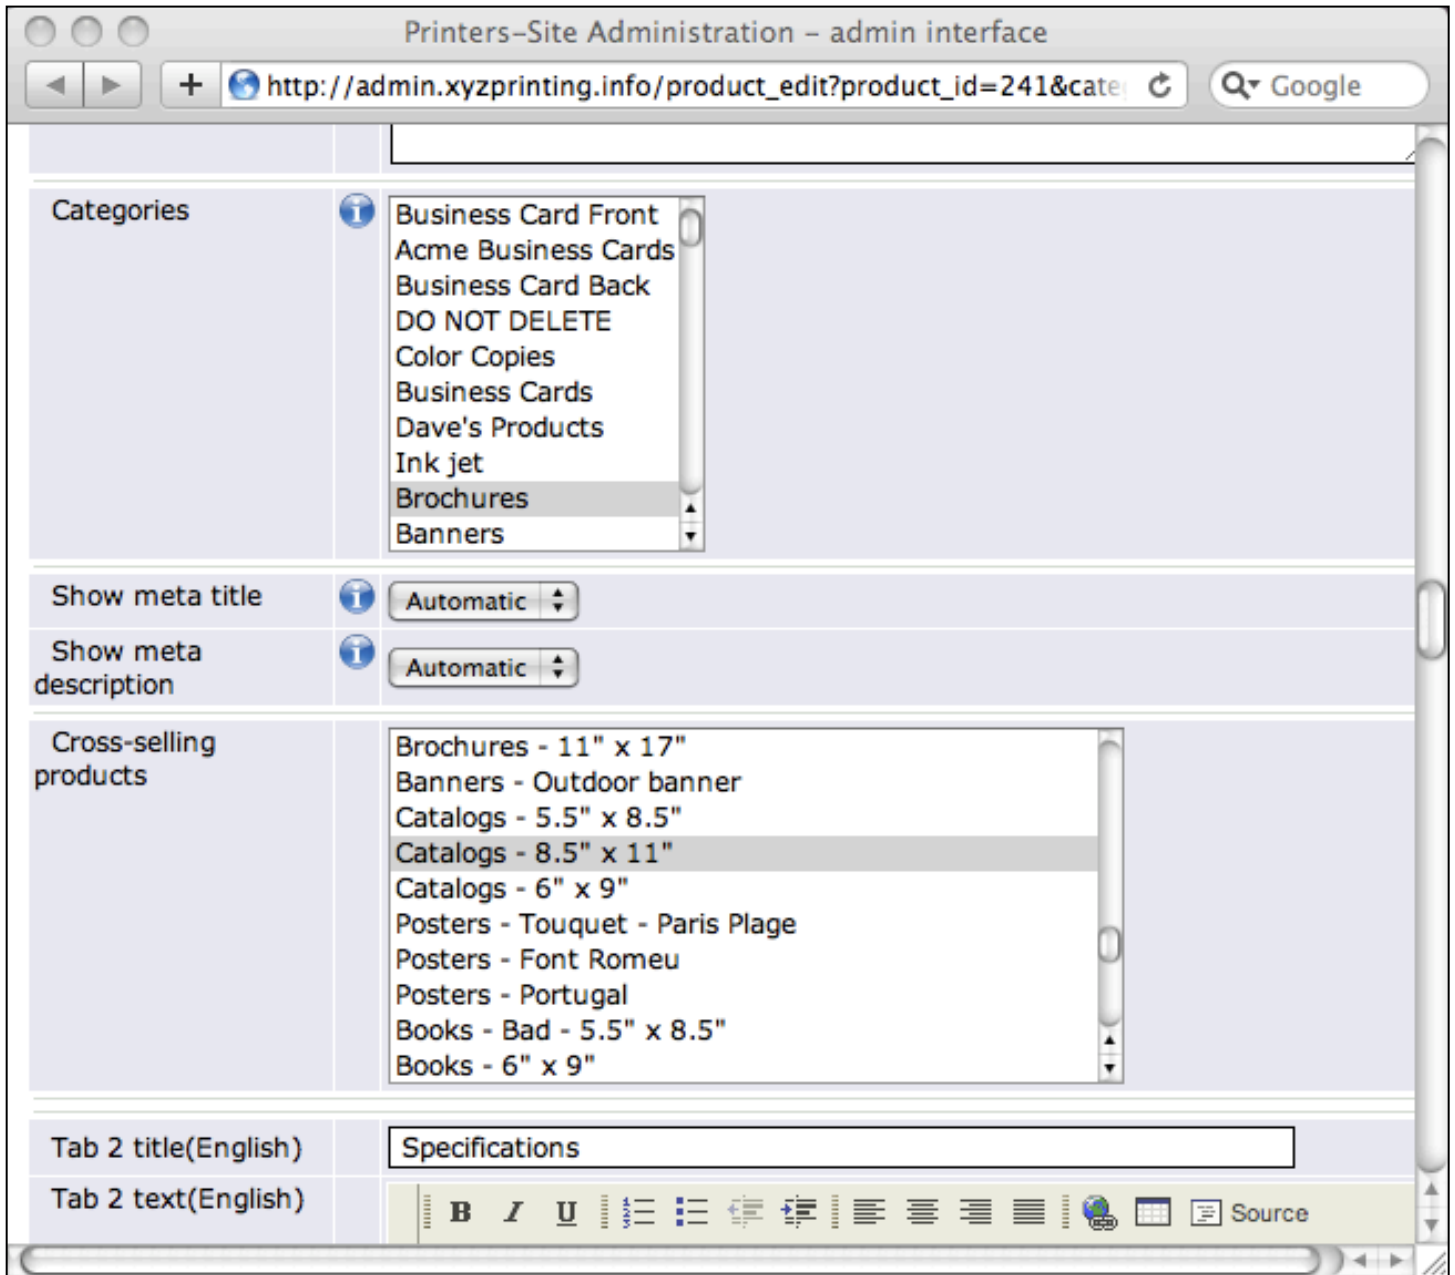 Printers-Site Administration – admin interface
http://admin.xyzprinting.info/product_edit?product_id=241&cate
Google
Categories
Business Card Front
Acme Business Cards
Business Card Back
DO NOT DELETE
Color Copies
Business Cards
Dave's Products
Ink jet
Brochures
Banners
Show meta title
Automatic
Show meta
description
Automatic
Cross-selling
products
Brochures - 11" x 17"
Banners - Outdoor banner
Catalogs - 5.5" x 8.5"
Catalogs - 8.5" x 11"
Catalogs - 6" x 9"
Posters - Touquet - Paris Plage
Posters - Font Romeu
Posters - Portugal
Books - Bad - 5.5" x 8.5"
Books - 6" x 9"
Tab 2 title(English)
Specifications
Tab 2 text(English)
B I U Source